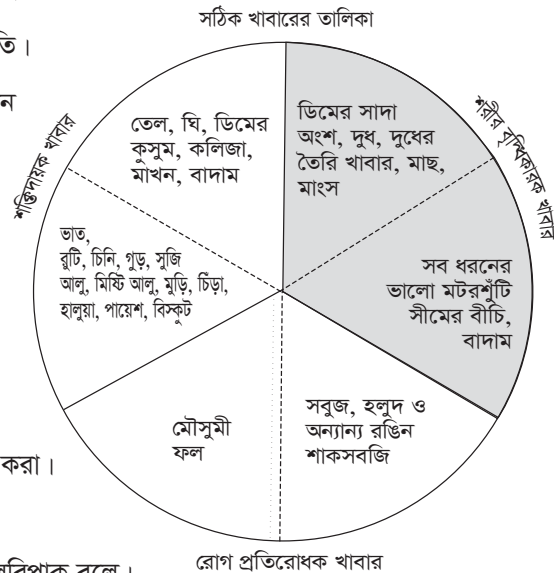 সঠিক খাবারের তালিকা
তি।
ন
শক্তিদায়ক খাবার
তেল, ঘি, ডিমের
কুসুম, কলিজা,
মাখন, বাদাম
ডিমের সাদা
অংশ, দুধ, দুধের
তৈরি খাবার, মাছ,
মাংস
শরীর বৃদ্ধিকারক খাবার
ভাত,
রুটি, চিনি, গুড়, সুজি
আলু, মিষ্টি আলু, মুড়ি, চিঁড়া,
হালুয়া, পায়েশ, বিস্কুট
সব ধরনের
ভালো মটরশুঁটি
সীমের বীচি,
বাদাম
মৌসুমী
ফল
সবুজ, হলুদ ও
অন্যান্য রঙিন
শাকসবজি
করা।
রোগ প্রতিরোধক খাবার